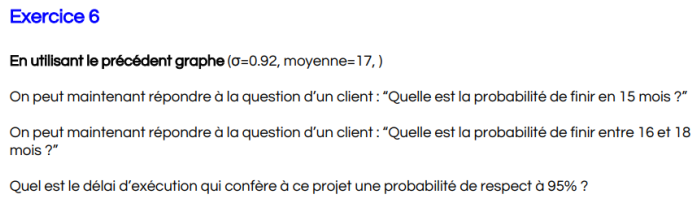 Exercice 6
En utilisant le précédent graphe (σ=0.92, moyenne=17, )
On peut maintenant répondre à la question d’un client : “Quelle est la probabilité de finir en 15 mois ?”
On peut maintenant répondre à la question d’un client : “Quelle est la probabilité de finir entre 16 et 18
mois ?”
Quel est le délai d’exécution qui confère à ce projet une probabilité de respect à 95% ?